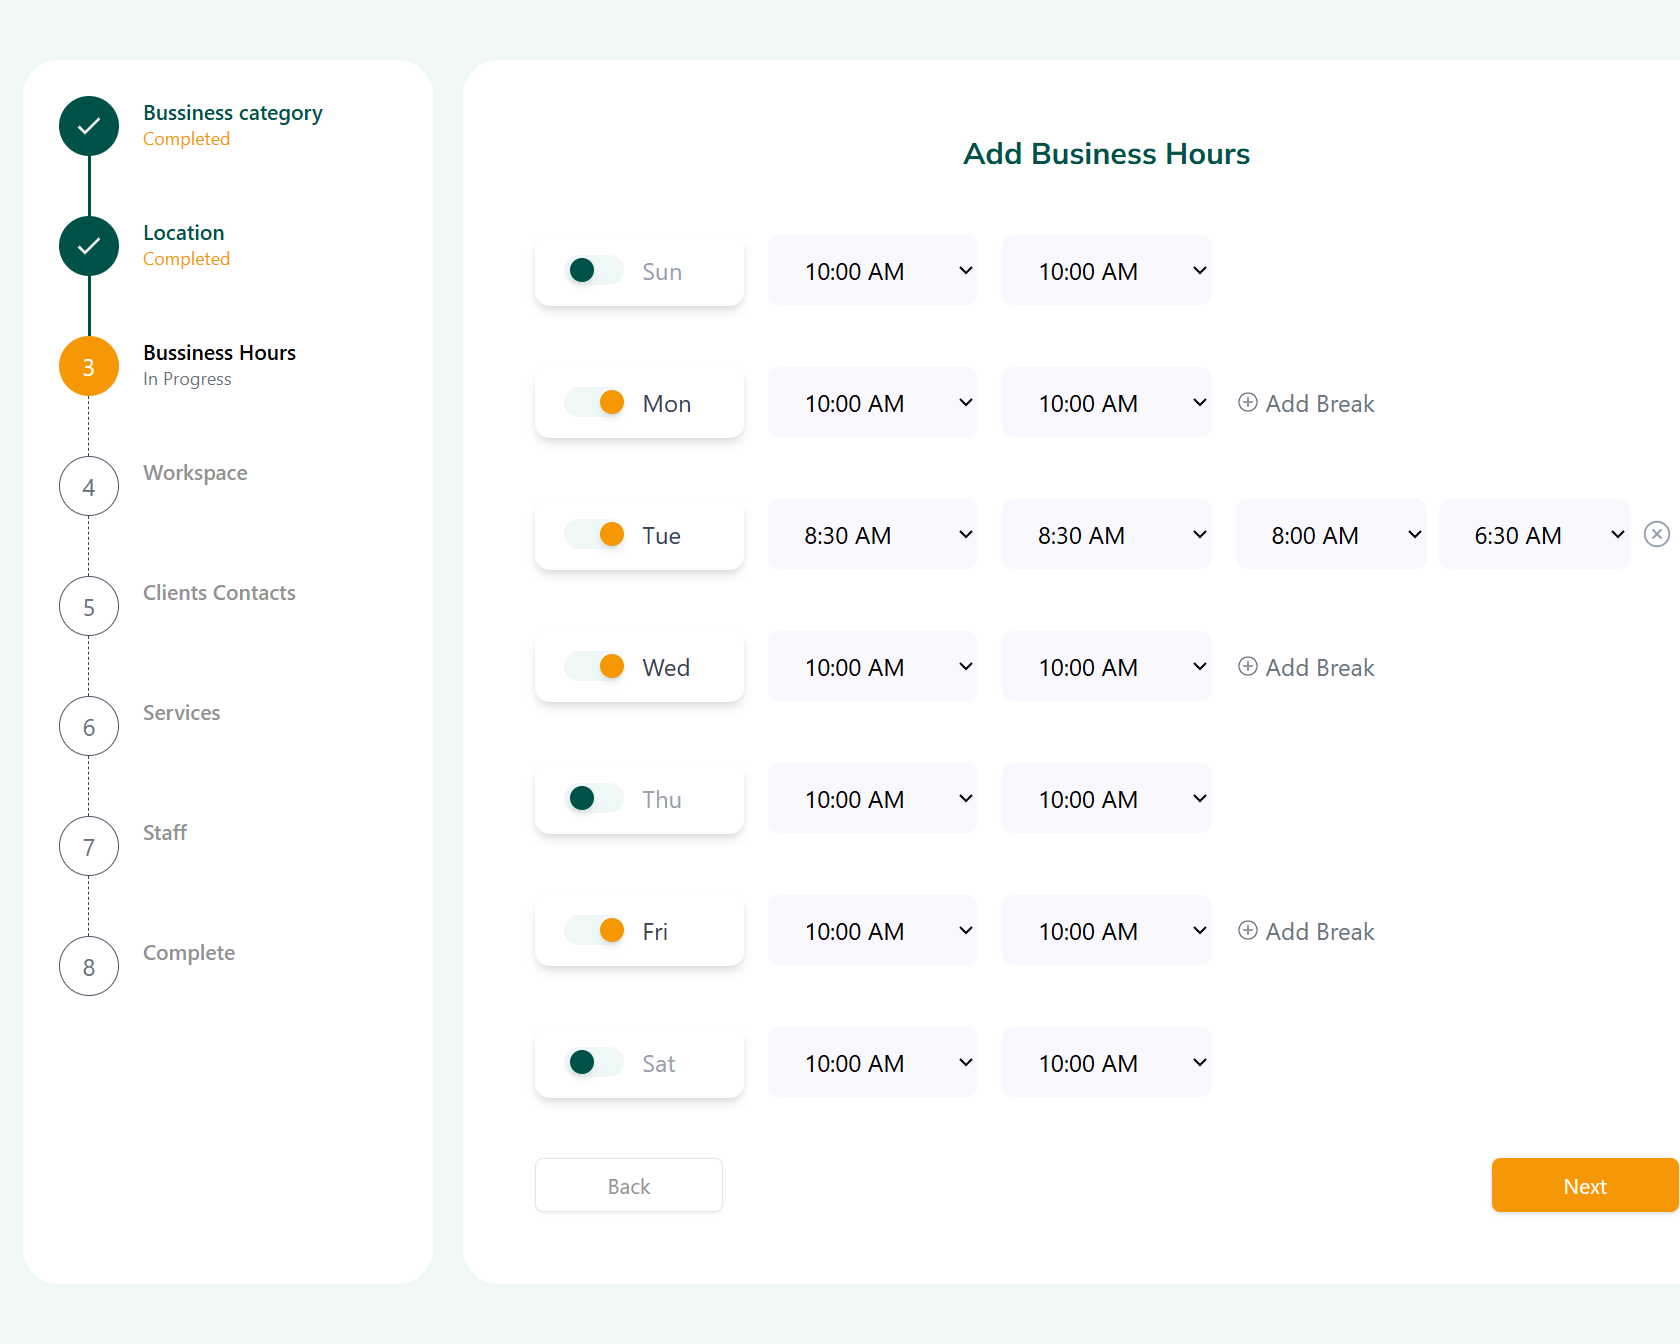 Bussiness category
Completed
Location
Completed
3
Bussiness Hours
In Progress
4
Workspace
5
Clients Contacts
6
Services
7
Staff
8
Complete
Add Business Hours
Sun 10:00 AM 10:00 AM
Mon 10:00 AM 10:00 AM Add Break
Tue 8:30 AM 8:30 AM 8:00 AM 6:30 AM
Wed 10:00 AM 10:00 AM Add Break
Thu 10:00 AM 10:00 AM
Fri 10:00 AM 10:00 AM Add Break
Sat 10:00 AM 10:00 AM
Back Next